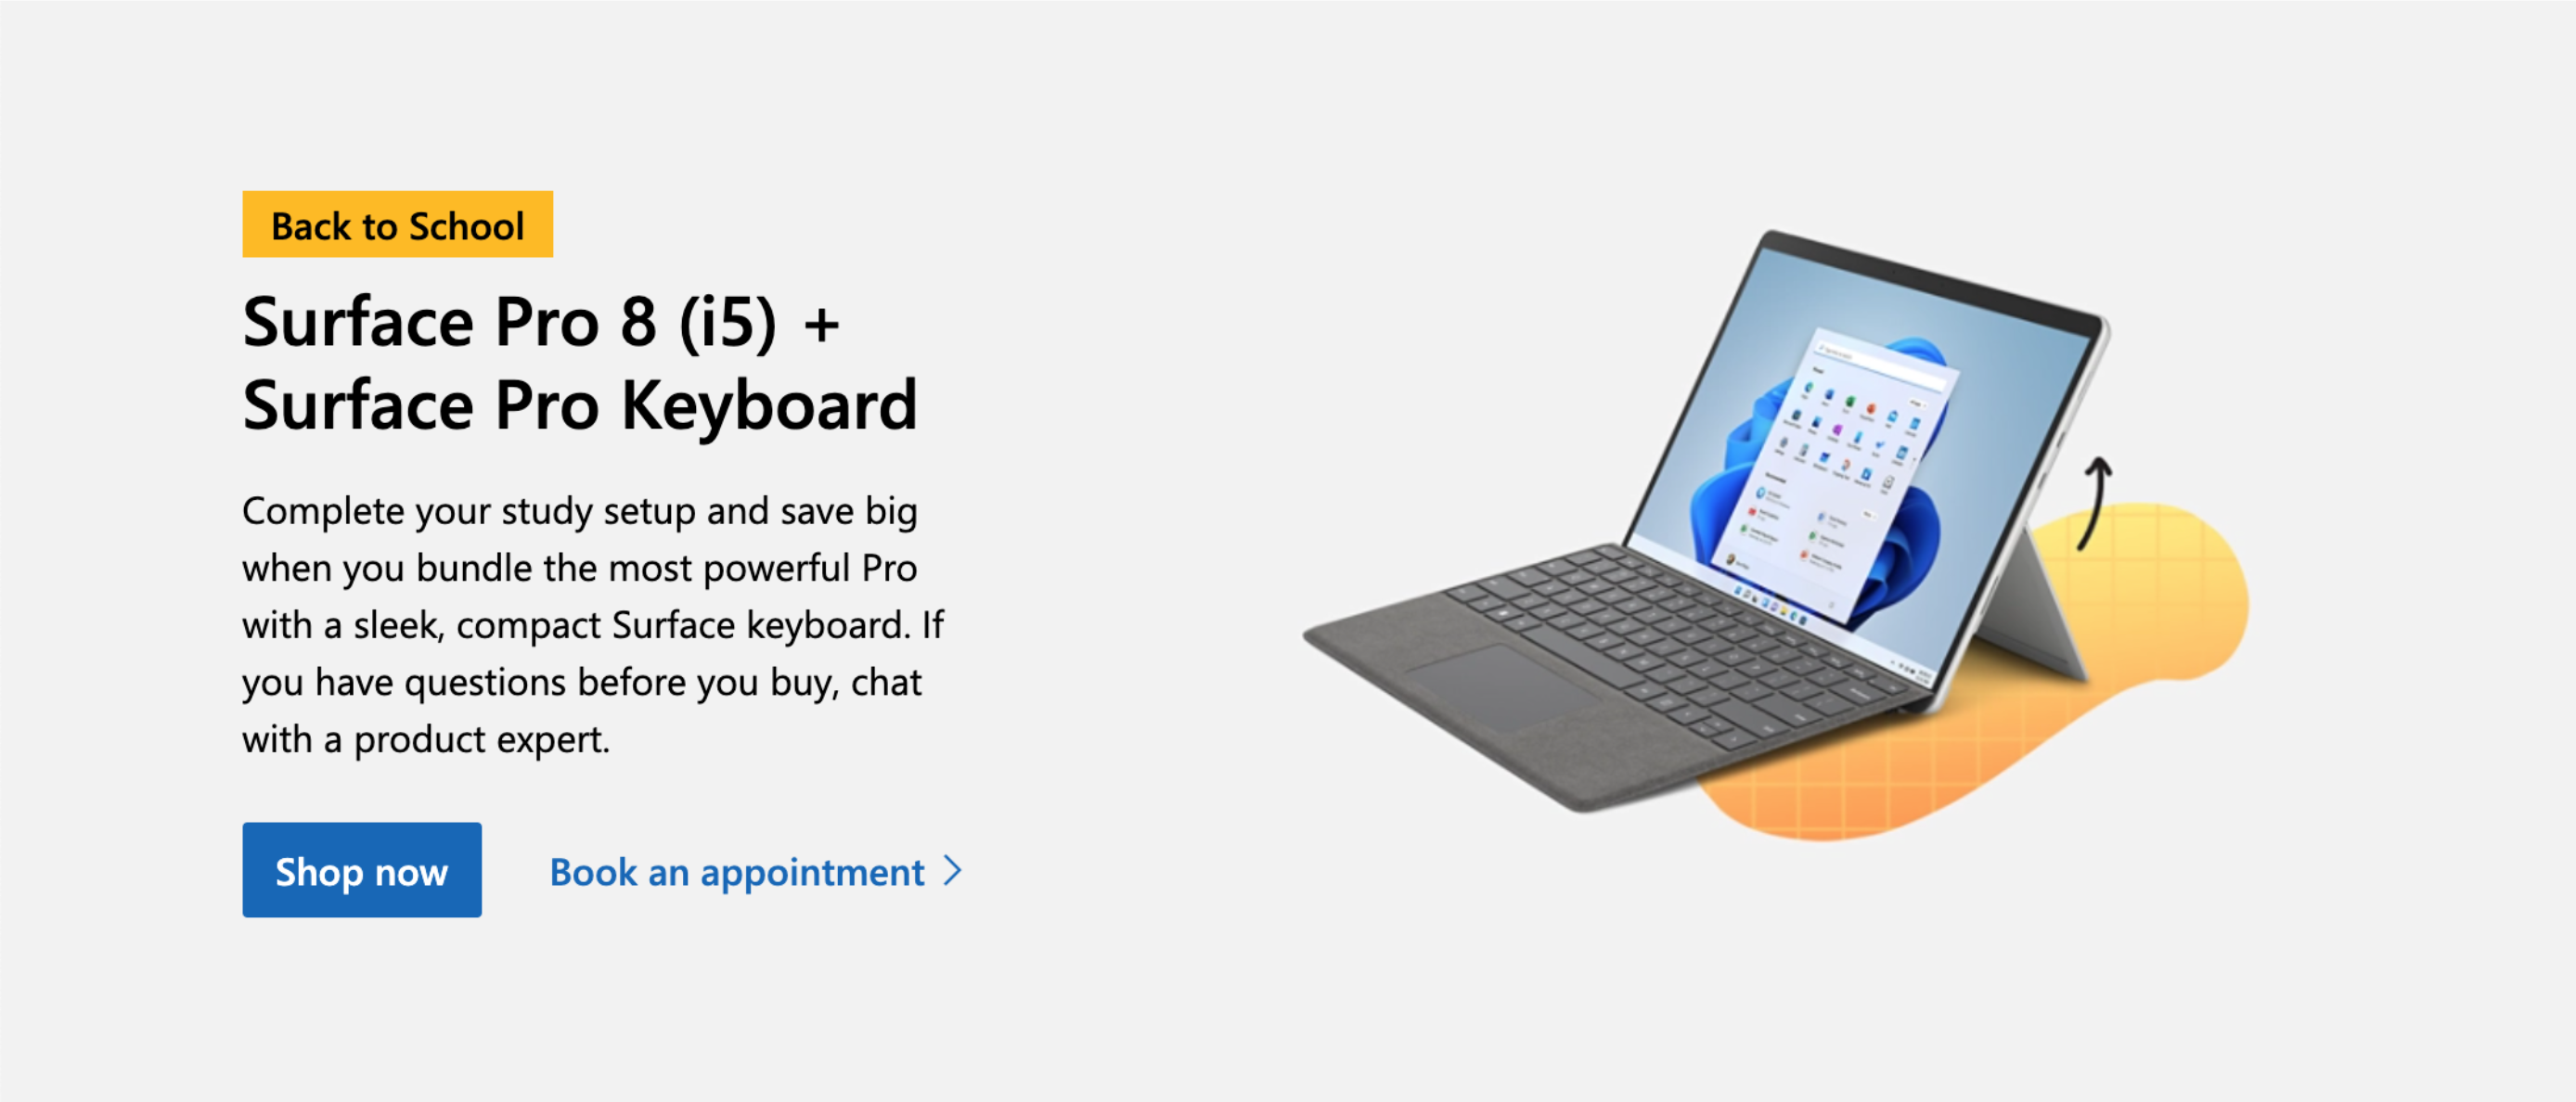 Back to School
Surface Pro 8 (i5) +
Surface Pro Keyboard
Complete your study setup and save big
when you bundle the most powerful Pro
with a sleek, compact Surface keyboard. If
you have questions before you buy, chat
with a product expert.
Shop now
Book an appointment